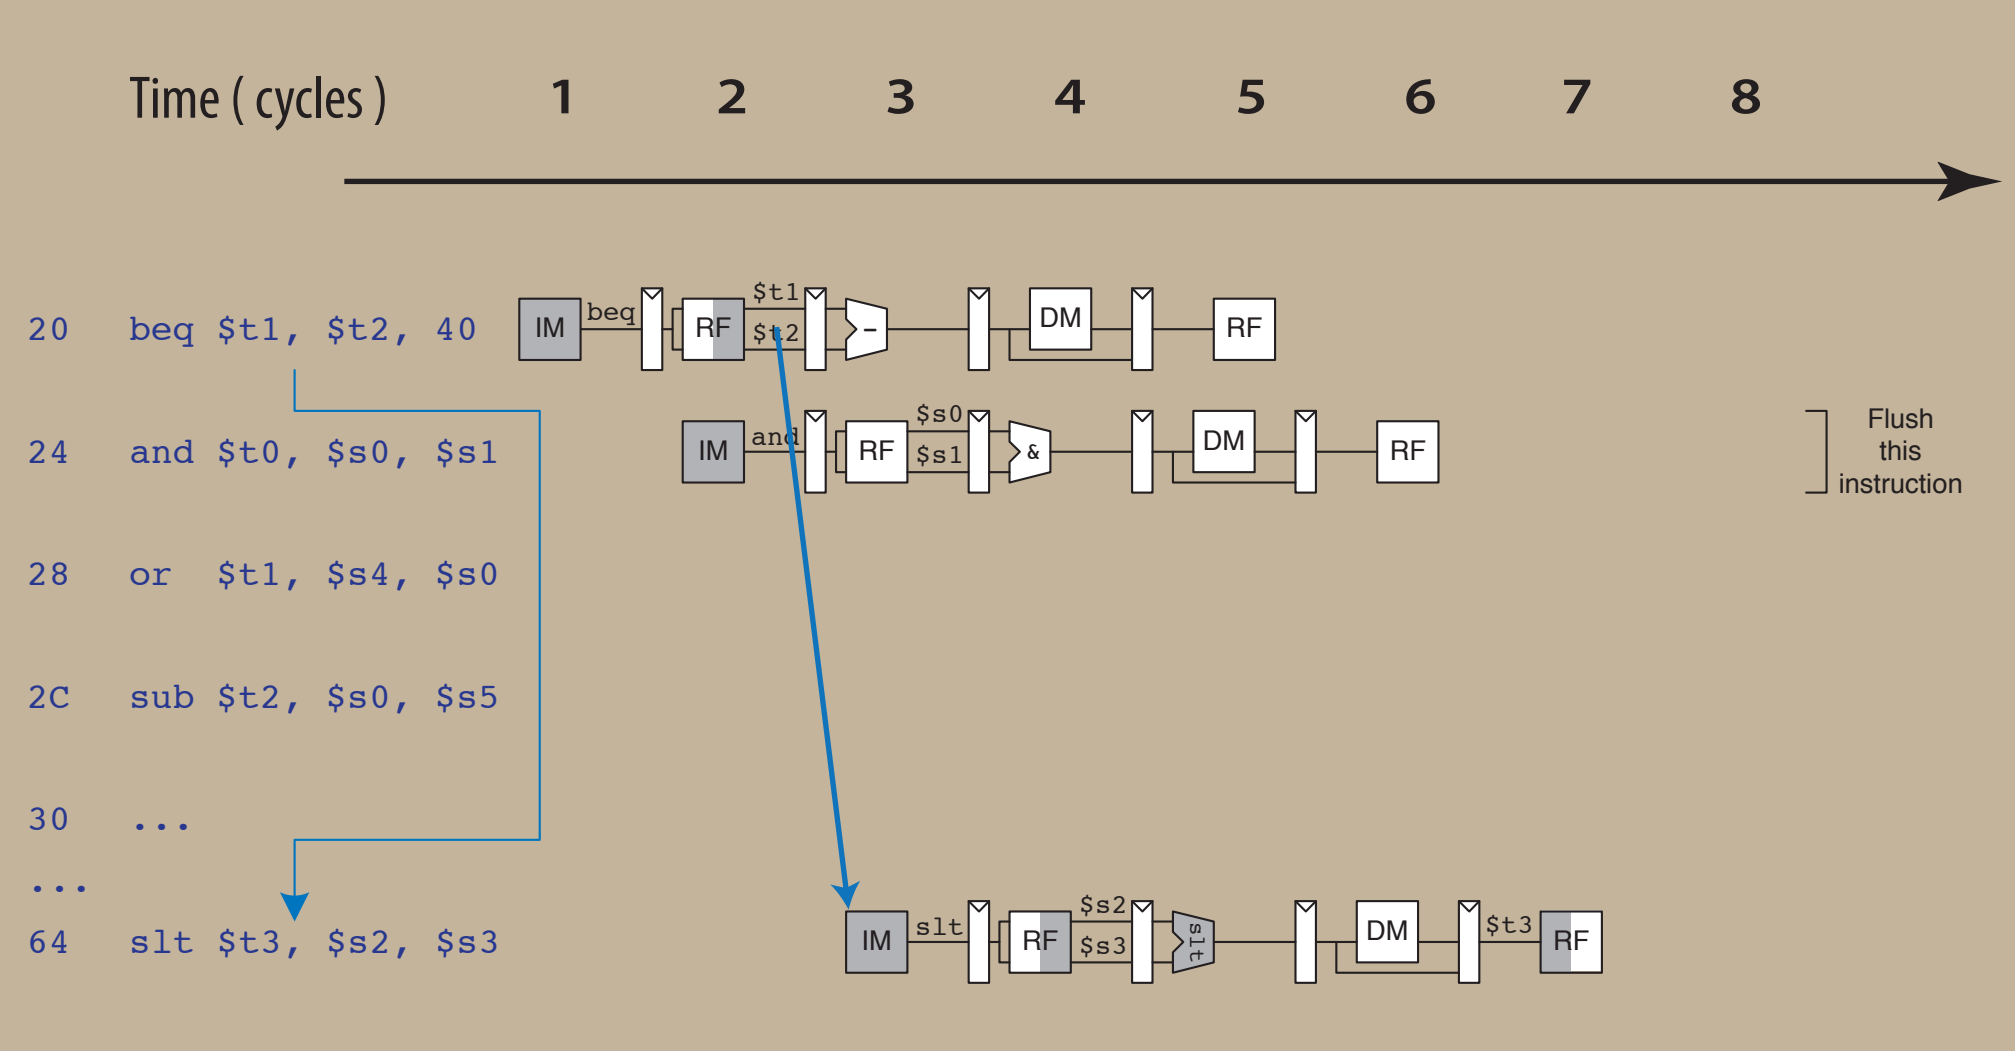 Time ( cycles ) 1 2 3 4 5 6 7 8
20 beq $t1, $t2, 40 IM beq RF $t1 $t2 – DM RF
24 and $t0, $s0, $s1 IM and RF $s0 $s1 & DM RF
Flush
this
instruction
28 or $t1, $s4, $s0
2C sub $t2, $s0, $s5
30 ...
...
64 slt $t3, $s2, $s3 IM slt RF $s2 $s3 slt DM $t3 RF